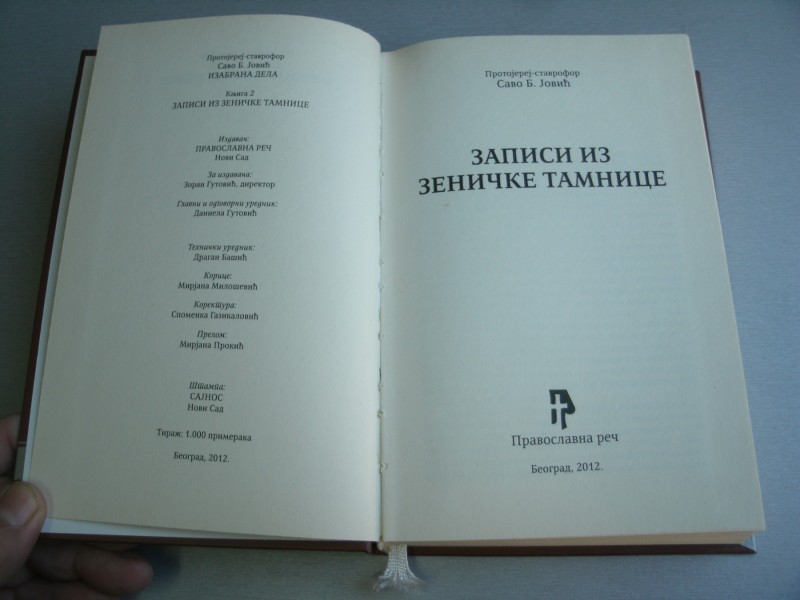 Протојереј-ставрофор
Саво Б. Јовић
ИЗАБРАНА ДЕЛА
Књига 2
ЗАПИСИ ИЗ ЗЕНИЧКЕ ТАМНИЦЕ
Издавач:
ПРАВОСЛАВНА РЕЧ
Нови Сад
За издавача:
Зоран Гутовић, директор
Главни и одговорни уредник:
Данијела Гутовић
Технички уредник:
Драган Башић
Корице:
Мирјана Милошевић
Коректура:
Споменка Газикаловић
Прелом:
Мирјана Прокић
Штампа:
САЈНОС
Нови Сад
Тираж: 1.000 примерака
Београд, 2012.
Протојереј-ставрофор
Саво Б. Јовић
ЗАПИСИ ИЗ
ЗЕНИЧКЕ ТАМНИЦЕ
Православна реч
Београд, 2012.